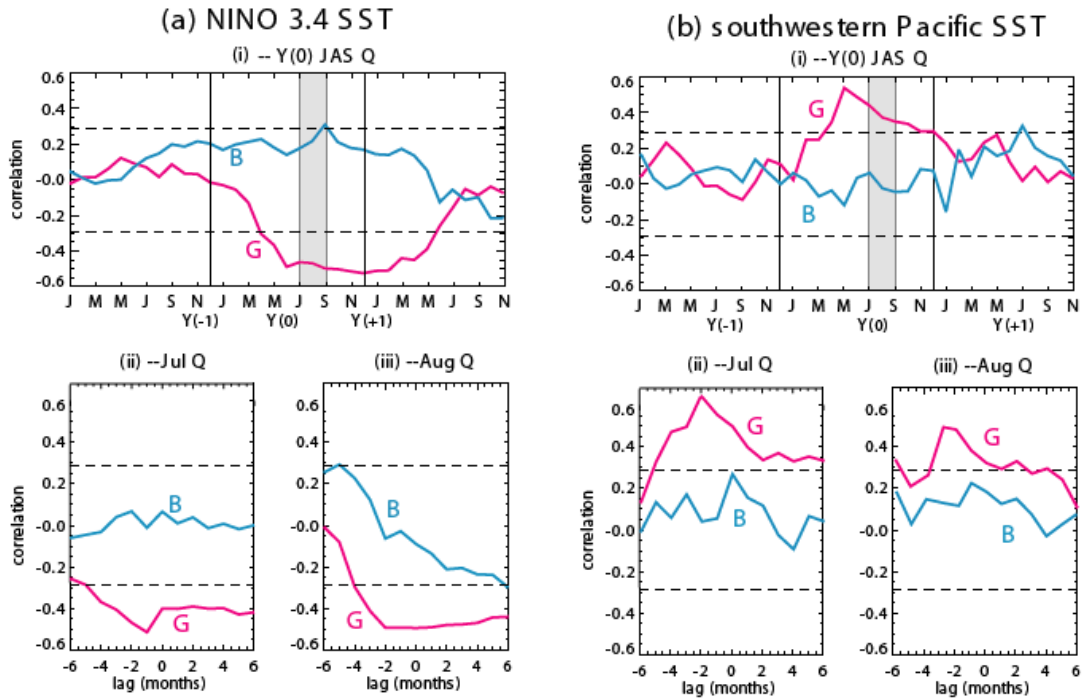 (a) NINO 3.4 SST
(i) -- Y(0) JAS Q
correlation
0.6
0.4
0.2
-0.0
-0.2
-0.4
-0.6
B
G
J M M J S N J M M J S N J M M J S N
Y(-1) Y(0) Y(+1)
(ii) --Jul Q
correlation
0.4
0.2
-0.0
-0.2
-0.4
-0.6
B
G
-6 -4 -2 0 2 4 6
lag (months)
(iii) --Aug Q
0.4
0.2
-0.0
-0.2
-0.4
-0.6
B
G
-6 -4 -2 0 2 4 6
lag (months)
(b) southwestern Pacific SST
(i) --Y(0) JAS Q
correlation
0.6
0.4
0.2
-0.0
-0.2
-0.4
-0.6
G
B
J M M J S N J M M J S N J M M J S N
Y(-1) Y(0) Y(+1)
(ii) --Jul Q
correlation
0.6
0.4
0.2
-0.0
-0.2
-0.4
-0.6
G
B
-6 -4 -2 0 2 4 6
lag (months)
(iii) --Aug Q
0.6
0.4
0.2
-0.0
-0.2
-0.4
-0.6
G
B
-6 -4 -2 0 2 4 6
lag (months)